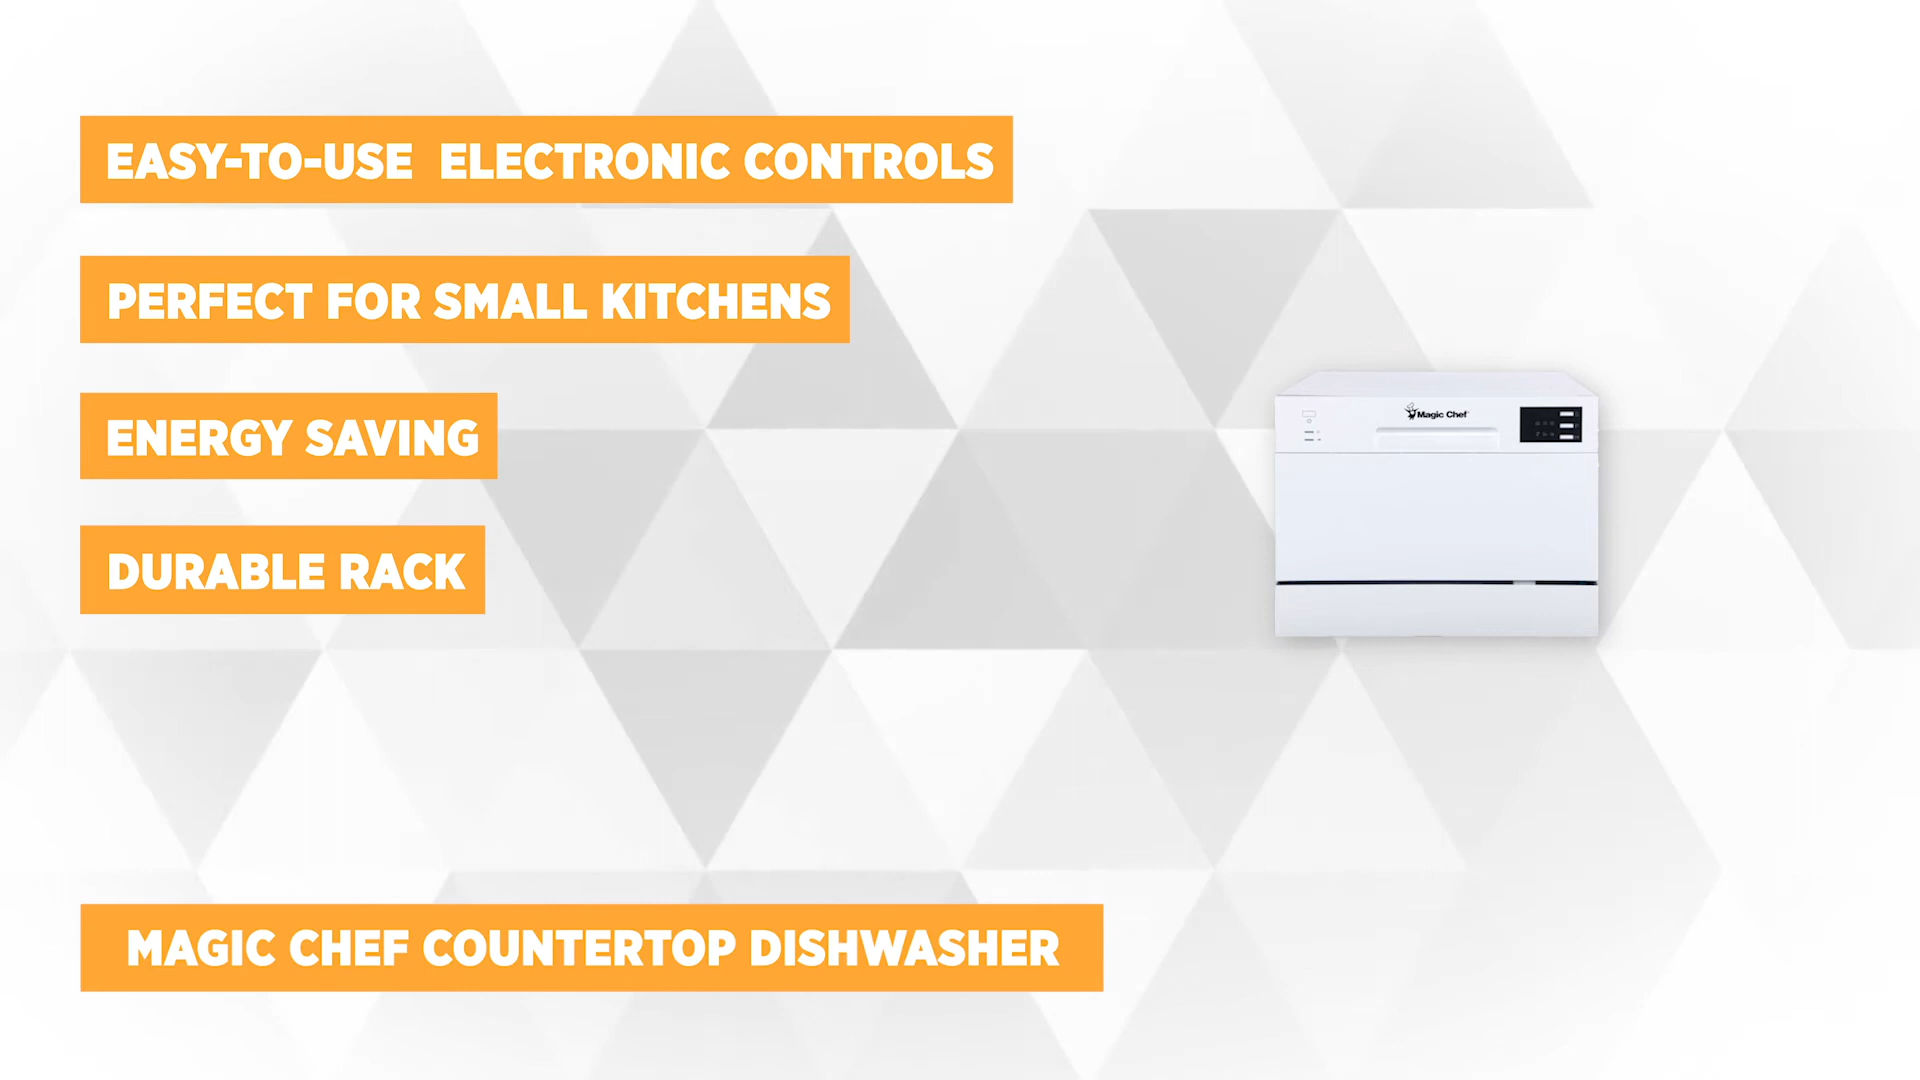 EASY-TO-USE  ELECTRONIC CONTROLS
PERFECT FOR SMALL KITCHENS
ENERGY SAVING
DURABLE RACK
Magic Chef
MAGIC CHEF COUNTERTOP DISHWASHER